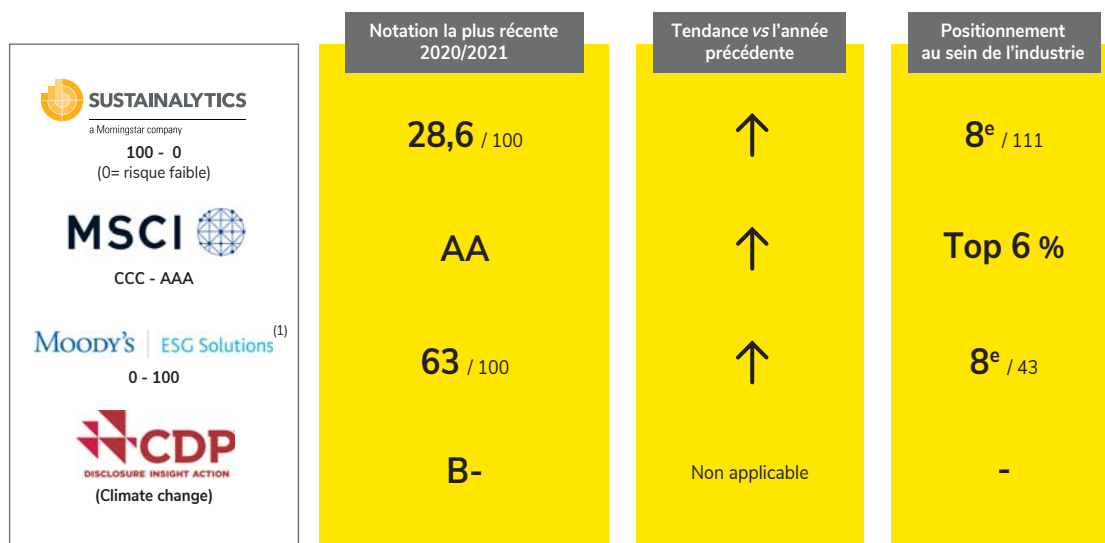 Notation la plus récente
2020/2021
Tendance vs l'année
précédente
Positionnement
au sein de l'industrie
SUSTAINALYTICS
a Morningstar company
100 - 0
(0= risque faible)
28,6 / 100
8e / 111
MSCI
CCC - AAA
AA
Top 6 %
MOODY'S | ESG Solutions(1)
0 - 100
63 / 100
8e / 43
CDP
DISCLOSURE INSIGHT ACTION
(Climate change)
B-
Non applicable
-